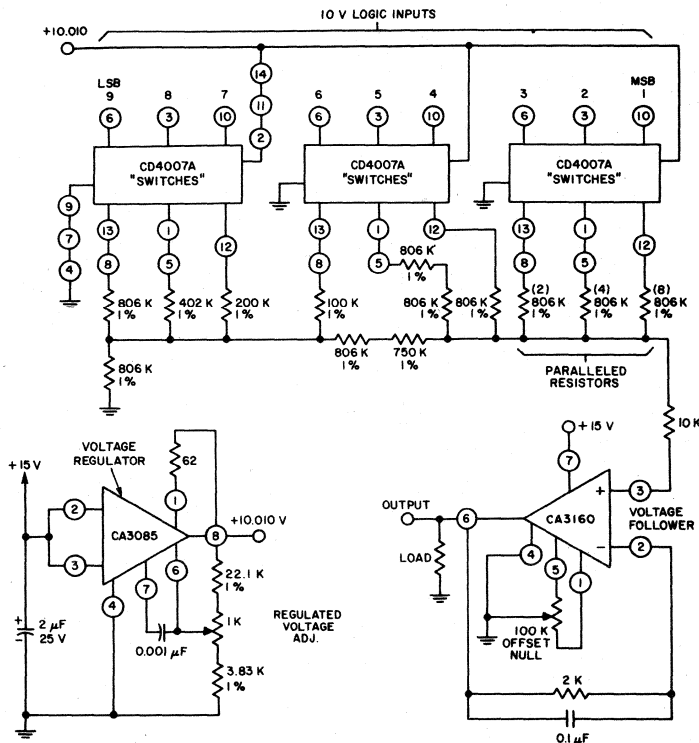 10 V LOGIC INPUTS
+10.010
LSB
9 8 7 6 5 4 3 2 MSB
1
14
11
2
6 3 10 6 3 10 6 3 10
CD4007A
"SWITCHES"
CD4007A
"SWITCHES"
CD4007A
"SWITCHES"
9
7
4
13 1 12
8 5
13 1 12
8 5
13 1 12
8 5
806 K
1%
402 K
1%
200 K
1%
100 K
1%
806 K
1%
806 K
1%
806 K
1%
(2)
806 K
1%
(4)
806 K
1%
(8)
806 K
1%
806 K
1%
750 K
1%
806 K
1%
PARALLELED
RESISTORS
10 K
VOLTAGE
REGULATOR
+15 V
62
1
2
3
CA3085
8
+10.010 V
4
7
6
22.1 K
1%
1K
0.001 µF
3.83 K
1%
2 µF
25 V
+
-
REGULATED
VOLTAGE
ADJ.
+15 V
7
OUTPUT
6
CA3160
+
−
3
VOLTAGE
FOLLOWER
2
LOAD
4
5
1
100 K
OFFSET
NULL
2 K
0.1µF